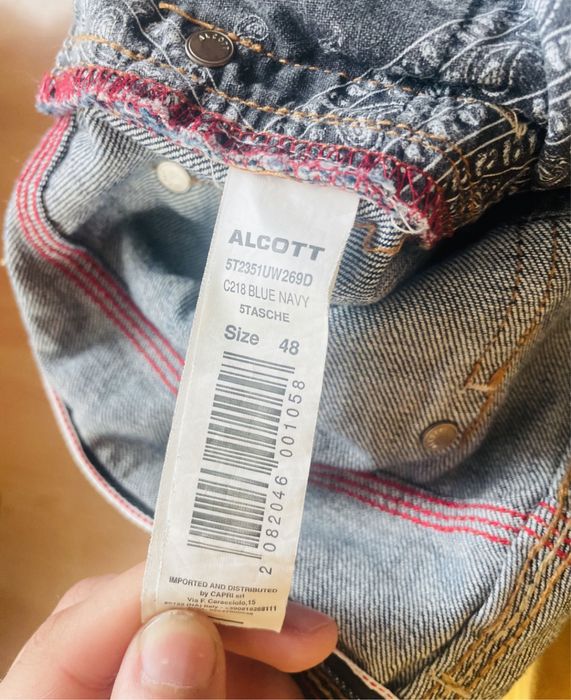 ALCOTT
ALCOTT
5T2351UW269D
C218 BLUE NAVY
5TASCHE
Size 48
2 082046 001058
IMPORTED AND DISTRIBUTED
by CAPRI srl
Via F. Caracciolo,15